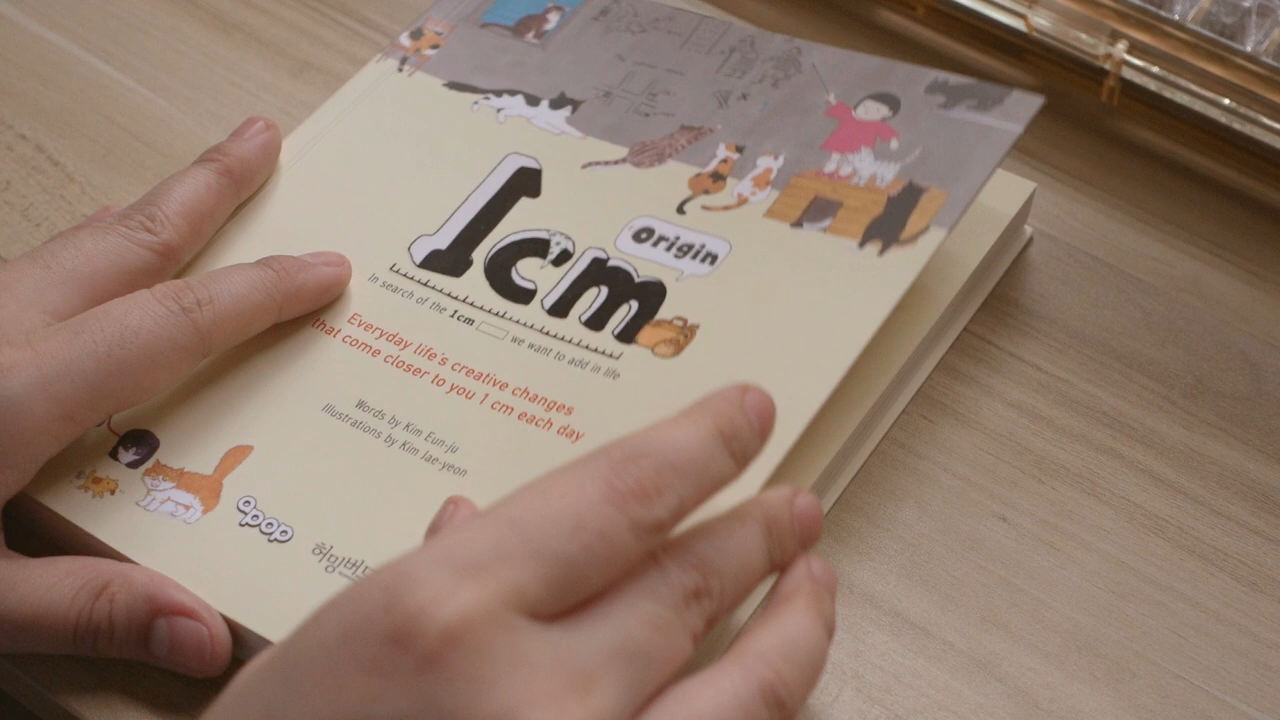 1cm
Origin
In search of the 1cm we want to add in life
Everyday life's creative changes
that come closer to you 1 cm each day
Words by Kim Eun-ju
Illustrations by Kim Jae-yeon
apop